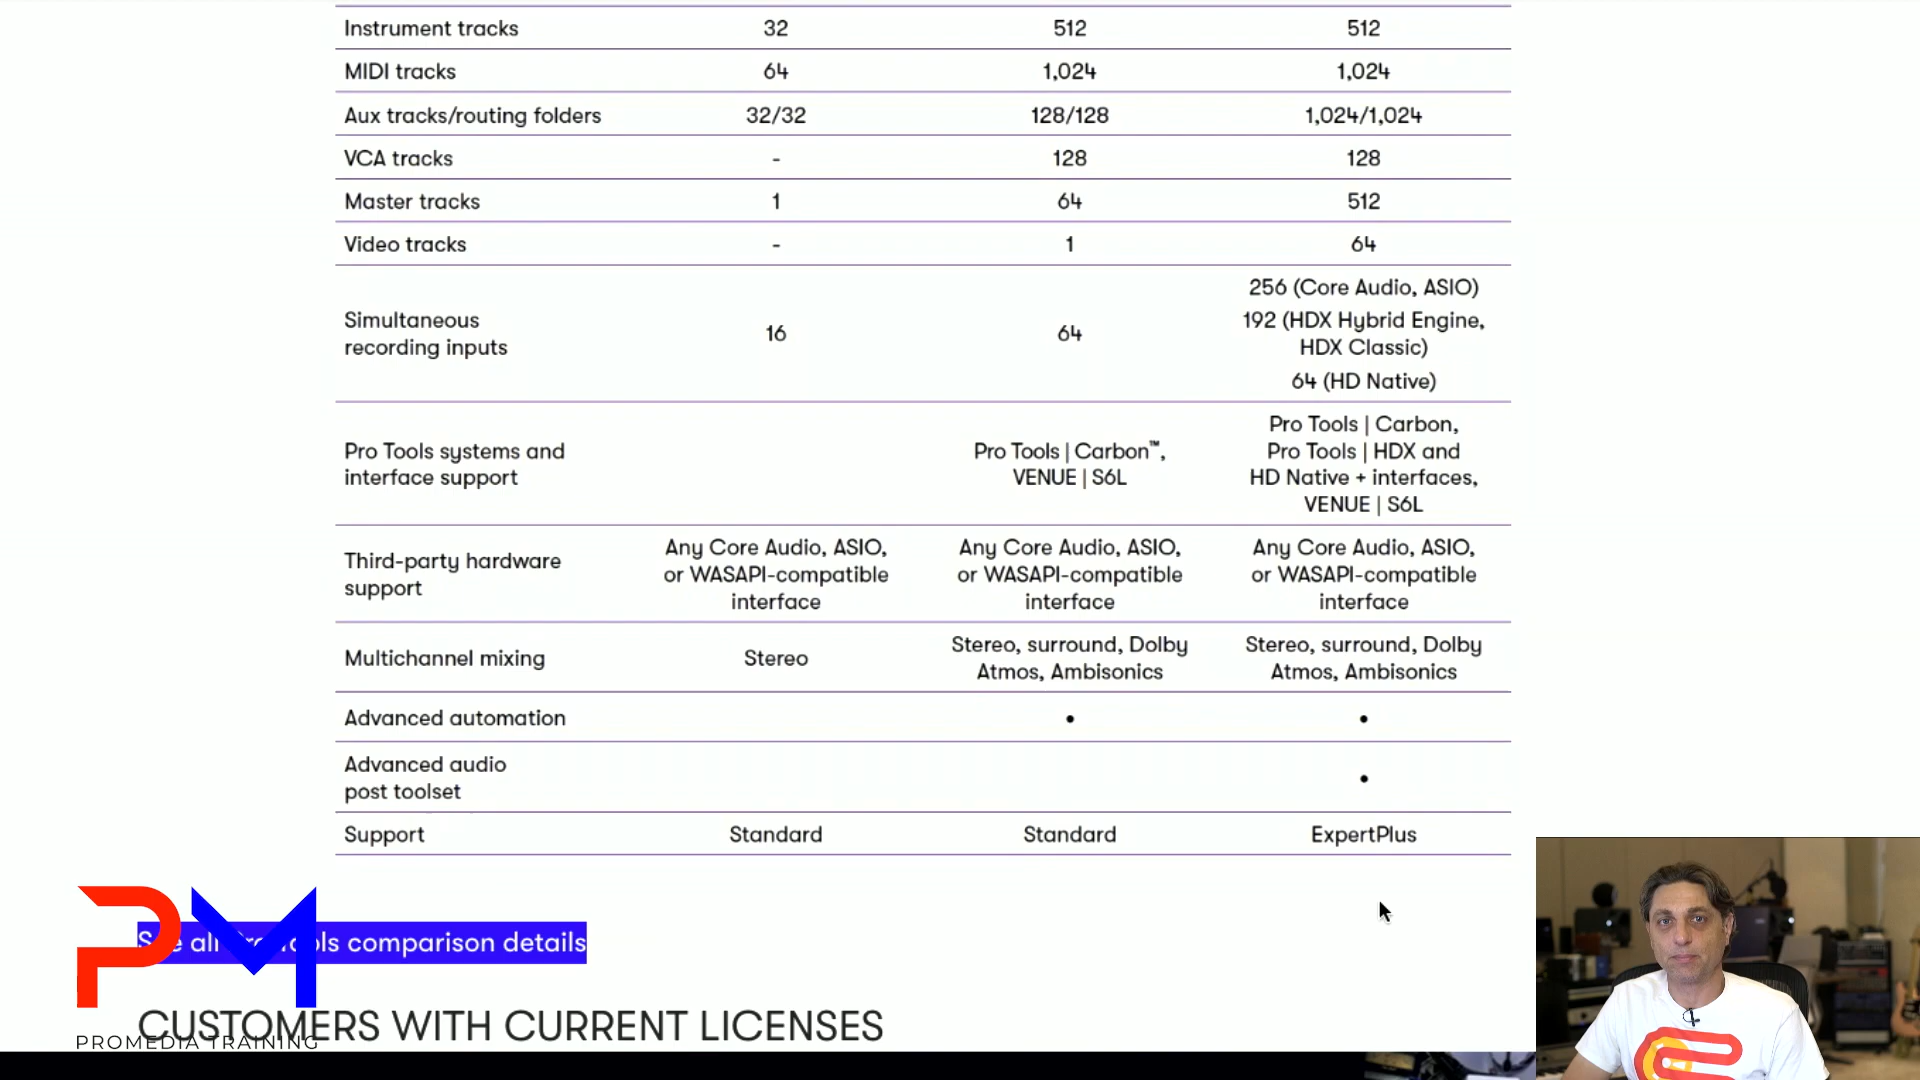 Instrument tracks 32 512 512
MIDI tracks 64 1,024 1,024
Aux tracks/routing folders 32/32 128/128 1,024/1,024
VCA tracks - 128 128
Master tracks 1 64 512
Video tracks - 1 64
Simultaneous recording inputs 16 64
256 (Core Audio, ASIO)
192 (HDX Hybrid Engine,
HDX Classic)
64 (HD Native)
Pro Tools systems and
interface support
Pro Tools | Carbon™,
VENUE | S6L
Pro Tools | Carbon,
Pro Tools | HDX and
HD Native + interfaces,
VENUE | S6L
Third-party hardware
support
Any Core Audio, ASIO,
or WASAPI-compatible
interface
Any Core Audio, ASIO,
or WASAPI-compatible
interface
Any Core Audio, ASIO,
or WASAPI-compatible
interface
Multichannel mixing
Stereo
Stereo, surround, Dolby
Atmos, Ambisonics
Stereo, surround, Dolby
Atmos, Ambisonics
Advanced automation • •
Advanced audio
post toolset
•
Support Standard Standard ExpertPlus
See all Pro Tools comparison details
PM
CUSTOMERS WITH CURRENT LICENSES
PROMEDIA TRAINING